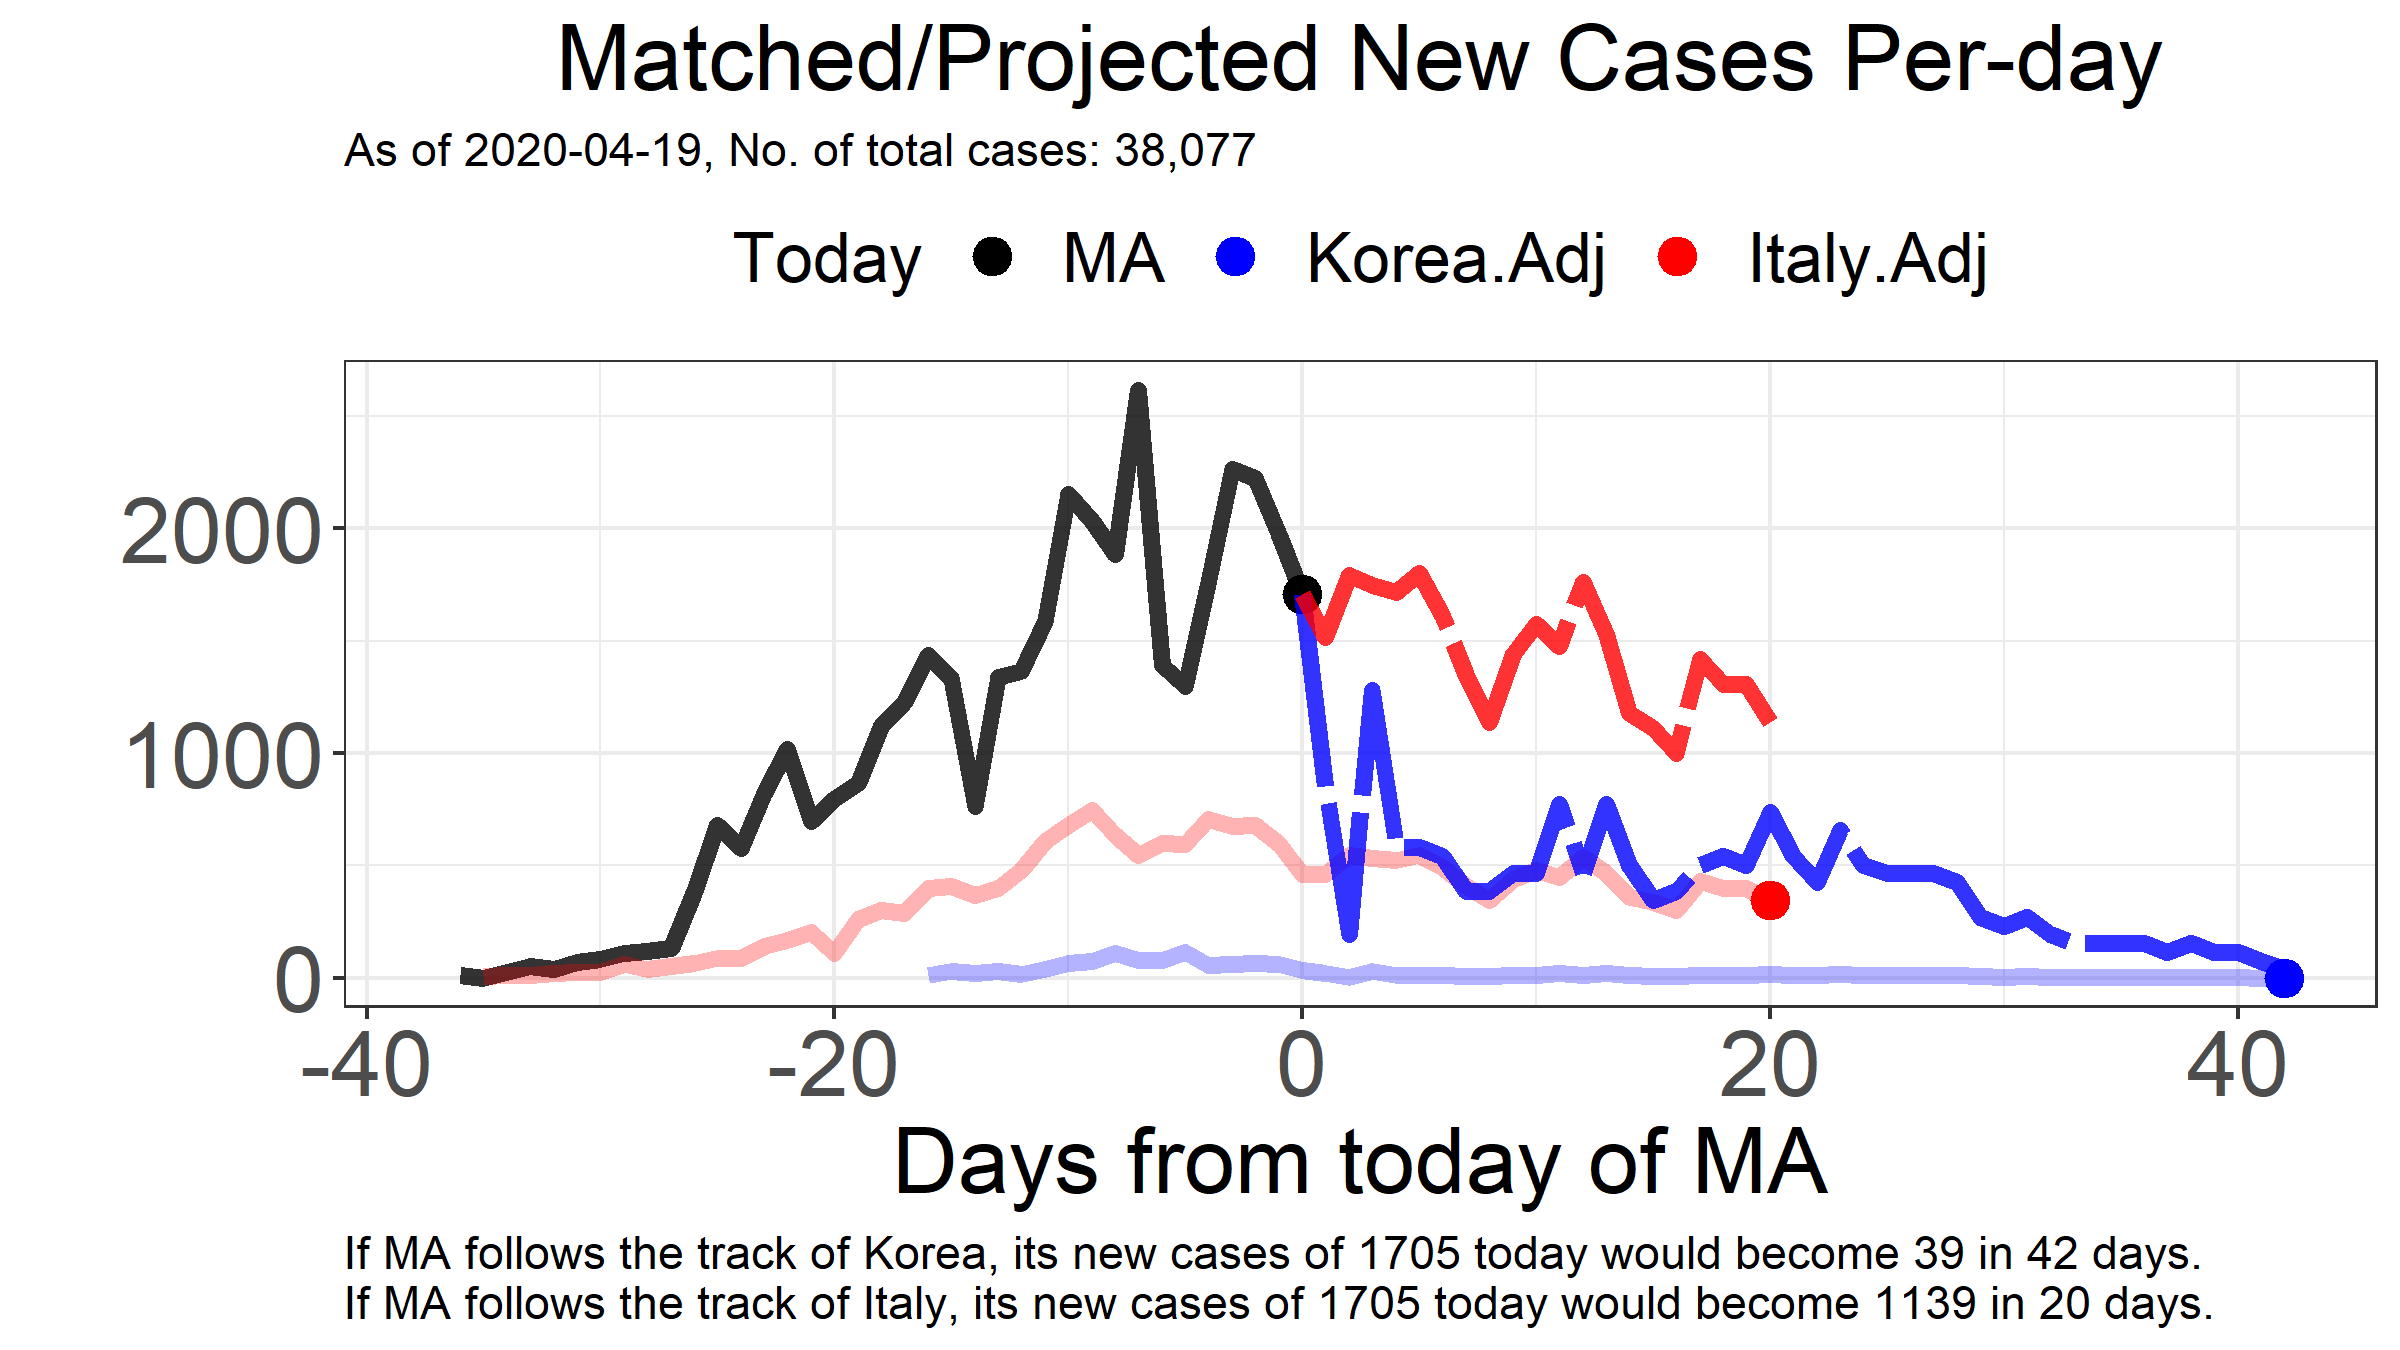 Matched/Projected New Cases Per-day
As of 2020-04-19, No. of total cases: 38,077
Today MA Korea.Adj Italy.Adj
2000
1000
0
-40 -20 0 20 40
Days from today of MA
If MA follows the track of Korea, its new cases of 1705 today would become 39 in 42 days.
If MA follows the track of Italy, its new cases of 1705 today would become 1139 in 20 days.